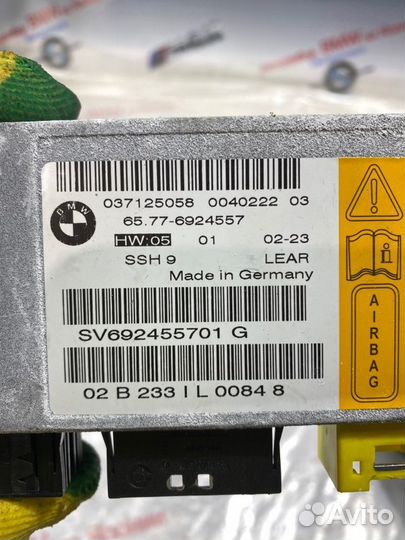 BMW
037125058 0040222 03
65.77-6924557
HW:05 01 02-23
SSH 9 LEAR
Made in Germany
SV692455701 G
02 B 233 I L 0084 8
AIRBAG
Avito